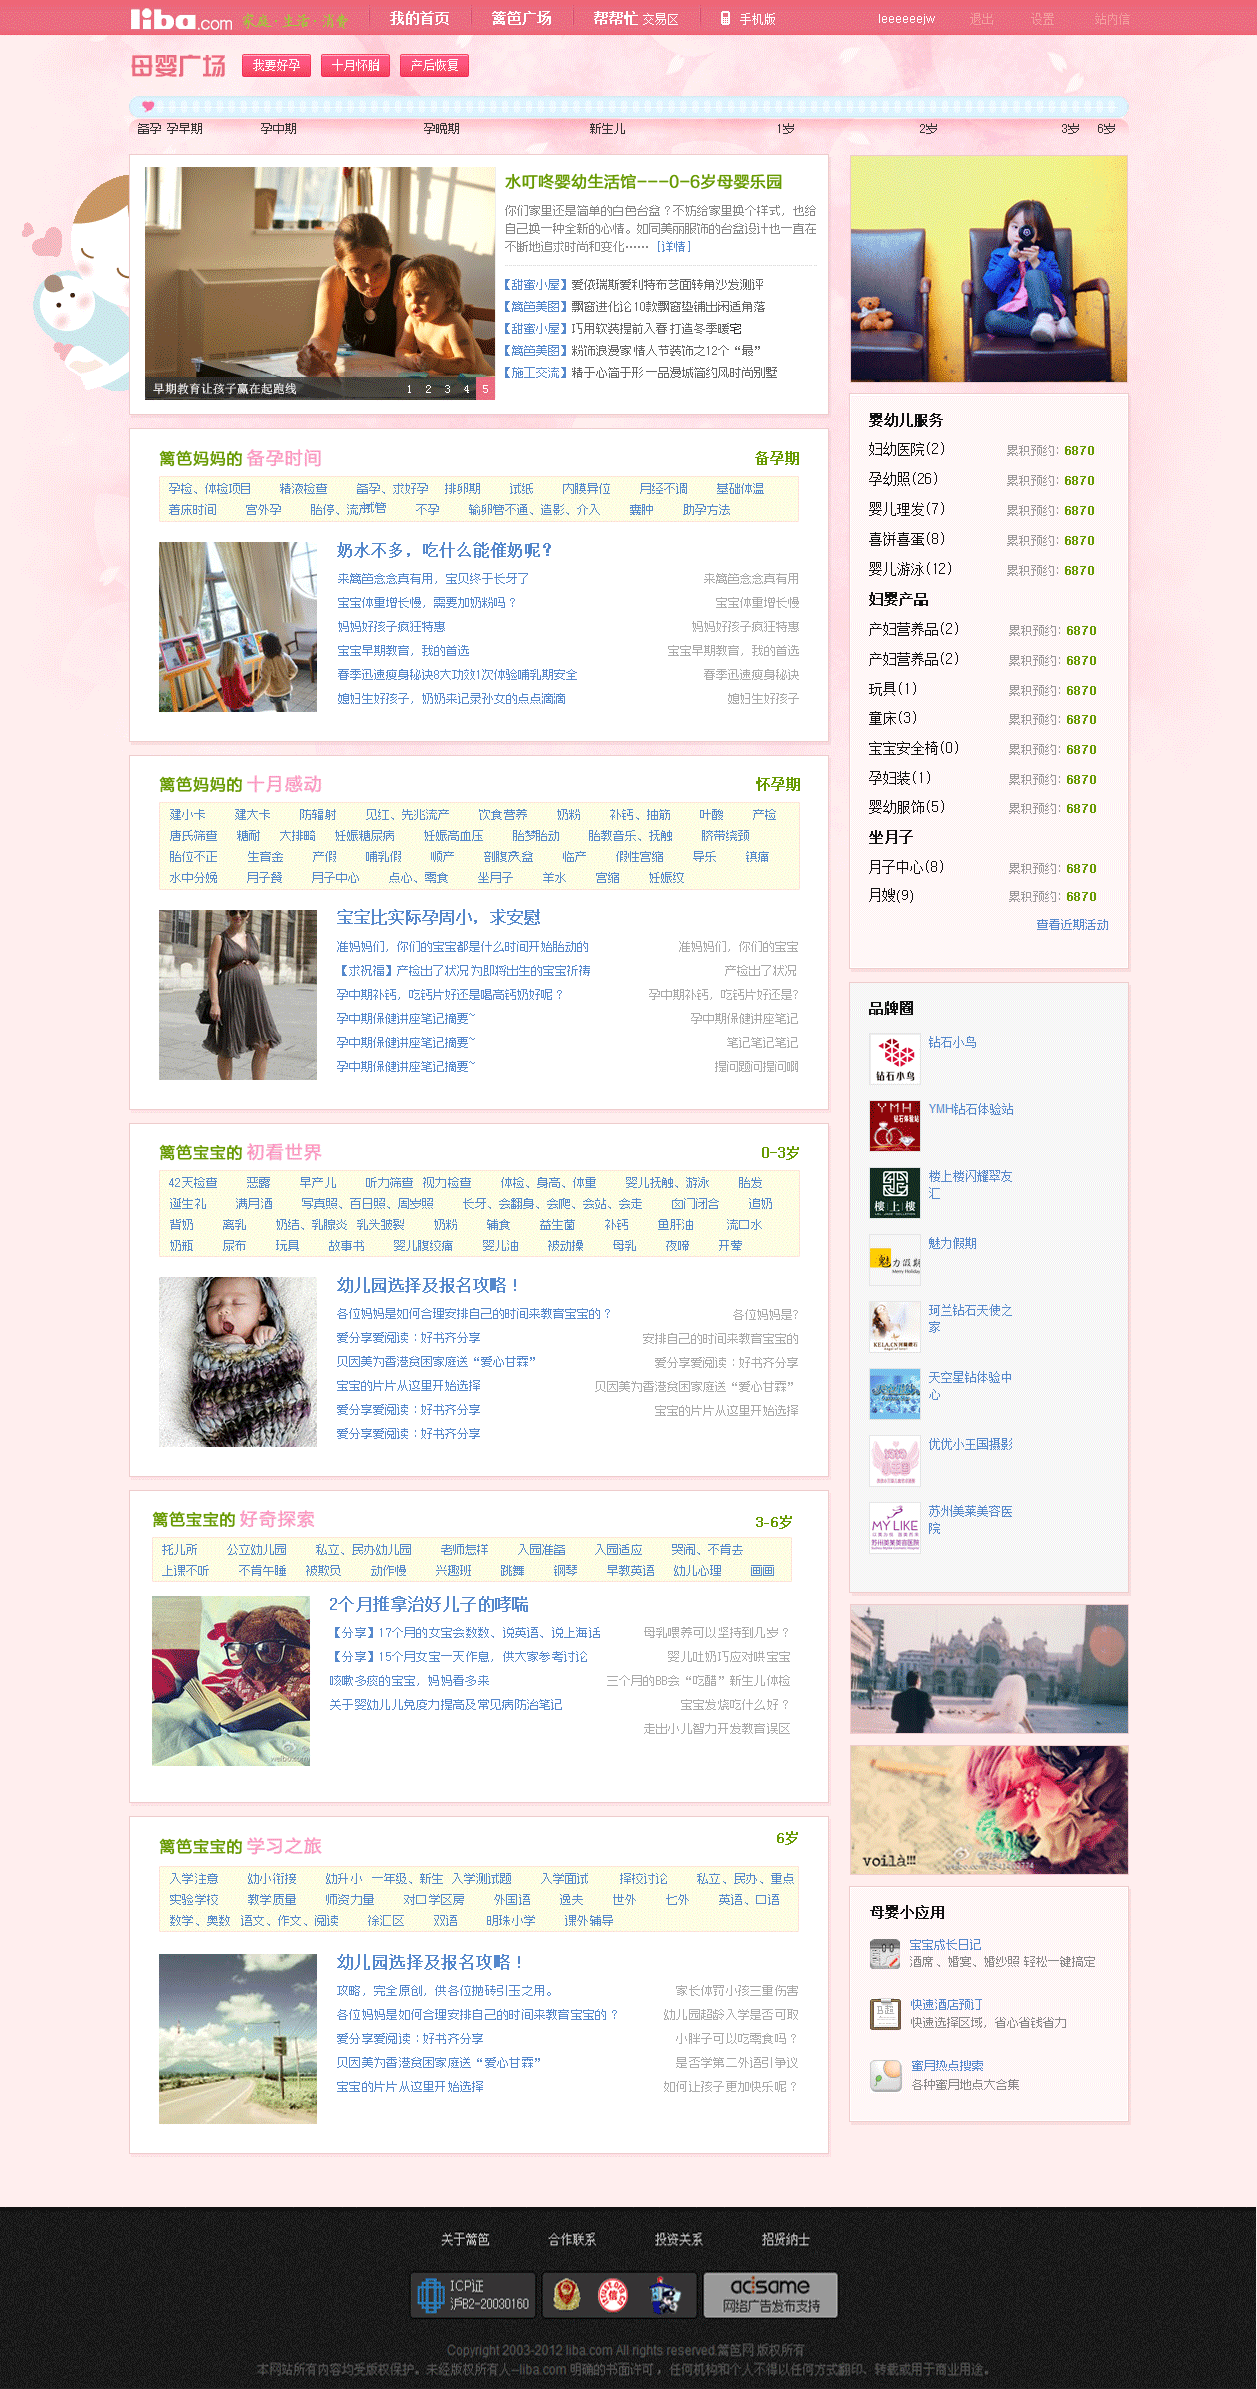 liba.com 家庭·生活·消费 我的首页 篱笆广场 帮帮忙 交易区 手机版 leeeeeejw 退出 设置 站内信
母婴广场 我要好孕 十月怀胎 产后恢复
备孕 孕早期 孕中期 孕晚期 新生儿 1岁 2岁 3岁 6岁
水叮咚婴幼生活馆---0-6岁母婴乐园
你们家里还是简单的白色台盆？不妨给家里换个样式，也给
自己换一种全新的心情。如同美丽服饰的台盆设计也一直在
不断地追求时尚和变化…… [详情]
【甜蜜小屋】爱依瑞斯爱利特布艺面转角沙发测评
【篱笆美图】飘窗进化论10款飘窗垫铺出闲适角落
【甜蜜小屋】巧用软装提前入春 打造冬季暖宅
【篱笆美图】粉饰浪漫家 情人节装饰之12个“最”
【施工交流】精于心简于形 一品漫城简约风时尚别墅
早期教育让孩子赢在起跑线 1 2 3 4 5
篱笆妈妈的 备孕时间 备孕期
孕检、体检项目 精液检查 备孕、求好孕 排卵期 试纸 内膜异位 月经不调 基础体温
着床时间 宫外孕 胎停、流产 试管 不孕 输卵管不通、造影、介入 囊肿 助孕方法
奶水不多，吃什么能催奶呢？
来篱笆念念真有用，宝贝终于长牙了 来篱笆念念真有用
宝宝体重增长慢，需要加奶粉吗？ 宝宝体重增长慢
妈妈好孩子疯狂特惠 妈妈好孩子疯狂特惠
宝宝早期教育，我的首选 宝宝早期教育，我的首选
春季迅速瘦身秘诀8大功效1次体验哺乳期安全 春季迅速瘦身秘诀
媳妇生好孩子，奶奶来记录孙女的点点滴滴 媳妇生好孩子
篱笆妈妈的 十月感动 怀孕期
建小卡 建大卡 防辐射 见红、先兆流产 饮食营养 奶粉 补钙、抽筋 叶酸 产检
唐氏筛查 糖耐 大排畸 妊娠糖尿病 妊娠高血压 胎梦胎动 胎教音乐、抚触 脐带绕颈
胎位不正 生育金 产假 哺乳假 顺产 剖腹产 入盆 临产 假性宫缩 导乐 镇痛
水中分娩 月子餐 月子中心 点心、零食 坐月子 羊水 宫缩 妊娠纹
宝宝比实际孕周小，求安慰
准妈妈们，你们的宝宝都是什么时间开始胎动的 准妈妈们，你们的宝宝
【求祝福】产检出了状况 为即将出生的宝宝祈祷 产检出了状况
孕中期补钙，吃钙片好还是喝高钙奶好呢？ 孕中期补钙，吃钙片好还是?
孕中期保健讲座笔记摘要~ 孕中期保健讲座笔记
孕中期保健讲座笔记摘要~ 笔记笔记笔记
孕中期保健讲座笔记摘要~ 提问题问提问啊
篱笆宝宝的 初看世界 0-3岁
42天检查 恶露 早产儿 听力筛查 视力检查 体检、身高、体重 婴儿抚触、游泳 胎发
诞生礼 满月酒 写真照、百日照、周岁照 长牙、会翻身、会爬、会站、会走 囟门闭合 追奶
背奶 离乳 奶结、乳腺炎 乳头皲裂 奶粉 辅食 益生菌 补钙 鱼肝油 流口水
奶瓶 尿布 玩具 故事书 婴儿腹绞痛 婴儿油 被动操 母乳 夜啼 开荤
幼儿园选择及报名攻略！
各位妈妈是如何合理安排自己的时间来教育宝宝的？ 各位妈妈是?
爱分享爱阅读：好书齐分享 安排自己的时间来教育宝宝的
贝因美为香港贫困家庭送“爱心甘霖” 爱分享爱阅读：好书齐分享
宝宝的片片从这里开始选择 贝因美为香港贫困家庭送“爱心甘霖”
爱分享爱阅读：好书齐分享 宝宝的片片从这里开始选择
爱分享爱阅读：好书齐分享
篱笆宝宝的 好奇探索 3-6岁
托儿所 公立幼儿园 私立、民办幼儿园 老师怎样 入园准备 入园适应 哭闹、不肯去
上课不听 不肯午睡 被欺负 动作慢 兴趣班 跳舞 钢琴 早教英语 幼儿心理 画画
2个月推拿治好儿子的哮喘
【分享】17个月的女宝会数数、说英语、说上海话 母乳喂养可以坚持到几岁？
【分享】15个月女宝一天作息，供大家参考讨论 婴儿吐奶巧应对哄宝宝
咳嗽多痰的宝宝，妈妈看多来 三个月的BB会“吃醋”新生儿体检
关于婴幼儿儿免疫力提高及常见病防治笔记 宝宝发烧吃什么好？
走出小儿智力开发教育误区
weibo.com
篱笆宝宝的 学习之旅 6岁
入学注意 幼小衔接 幼升小 一年级、新生 入学测试题 入学面试 择校讨论 私立、民办、重点
实验学校 教学质量 师资力量 对口学区房 外国语 逸夫 世外 七外 英语、口语
数学、奥数 语文、作文、阅读 徐汇区 双语 明珠小学 课外辅导
幼儿园选择及报名攻略！
攻略，完全原创，供各位抛砖引玉之用。 家长体罚小孩三重伤害
各位妈妈是如何合理安排自己的时间来教育宝宝的？ 幼儿园超龄入学是否可取
爱分享爱阅读：好书齐分享 小胖子可以吃零食吗？
贝因美为香港贫困家庭送“爱心甘霖” 是否学第二外语引争议
宝宝的片片从这里开始选择 如何让孩子更加快乐呢？
婴幼儿服务
妇幼医院(2) 累积预约：6870
孕幼照(26) 累积预约：6870
婴儿理发(7) 累积预约：6870
喜饼喜蛋(8) 累积预约：6870
婴儿游泳(12) 累积预约：6870
妇婴产品
产妇营养品(2) 累积预约：6870
产妇营养品(2) 累积预约：6870
玩具(1) 累积预约：6870
童床(3) 累积预约：6870
宝宝安全椅(0) 累积预约：6870
孕妇装(1) 累积预约：6870
婴幼服饰(5) 累积预约：6870
坐月子
月子中心(8) 累积预约：6870
月嫂(9) 累积预约：6870
查看近期活动
品牌圈
钻石小鸟 钻石小鸟
YMH 钻石体验站 YMH钻石体验站
楼上楼 楼上楼闪耀翠友
汇
魅力假期 Merry Holiday 魅力假期
KELA.CN 珂兰钻石天使之
家
天空星钻体验中
心
优优小王国摄影
MYLIKE 苏州美莱美容医院 苏州美莱美容医
院
voilà!!!
母婴小应用
宝宝成长日记
酒席、婚宴、婚纱照 轻松一键搞定
快速酒店预订
快速选择区域，省心省钱省力
蜜月热点搜索
各种蜜月地点大合集
关于篱笆 合作联系 投资关系 招贤纳士
ICP证
沪B2-20030160
acisame
网络广告发布支持
Copyright 2003-2012 liba.com All rights reserved.篱笆网 版权所有
本网站所有内容均受版权保护。未经版权所有人-liba.com 明确的书面许可，任何机构和个人不得以任何方式翻印、转载或用于商业用途。